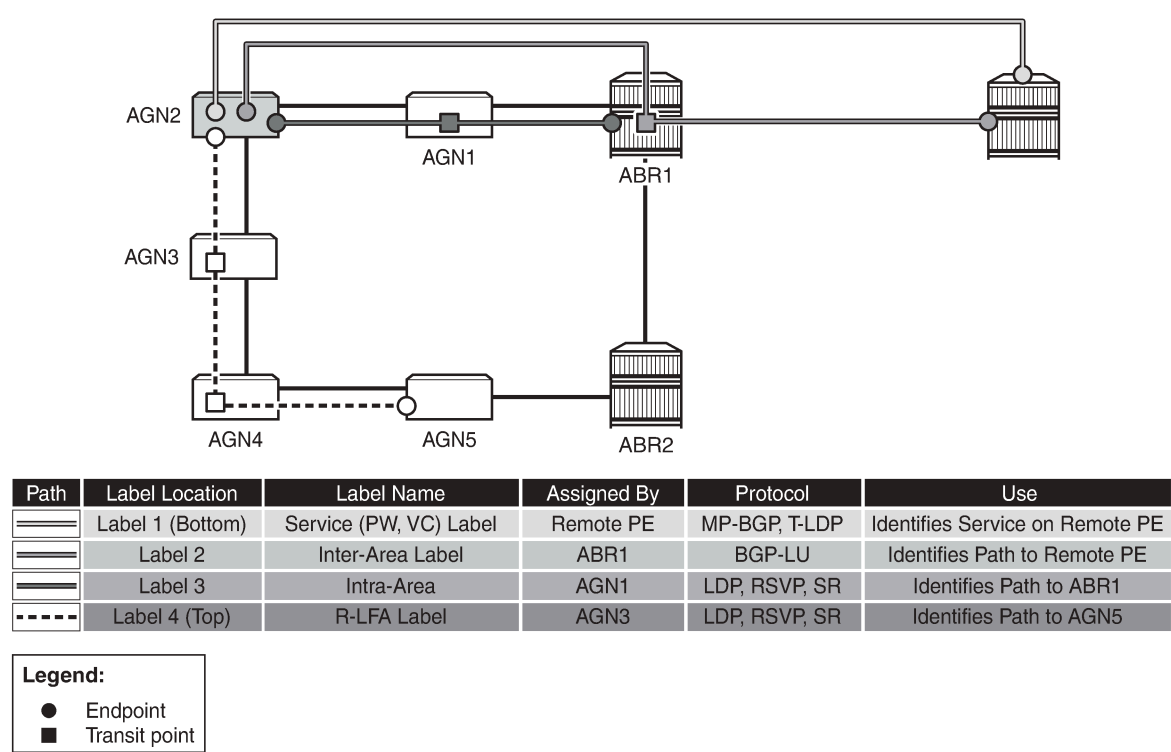 AGN2
AGN1
ABR1
AGN3
AGN4
AGN5
ABR2
Path Label Location Label Name Assigned By Protocol Use
Label 1 (Bottom) Service (PW, VC) Label Remote PE MP-BGP, T-LDP Identifies Service on Remote PE
Label 2 Inter-Area Label ABR1 BGP-LU Identifies Path to Remote PE
Label 3 Intra-Area AGN1 LDP, RSVP, SR Identifies Path to ABR1
Label 4 (Top) R-LFA Label AGN3 LDP, RSVP, SR Identifies Path to AGN5
Legend:
Endpoint
Transit point